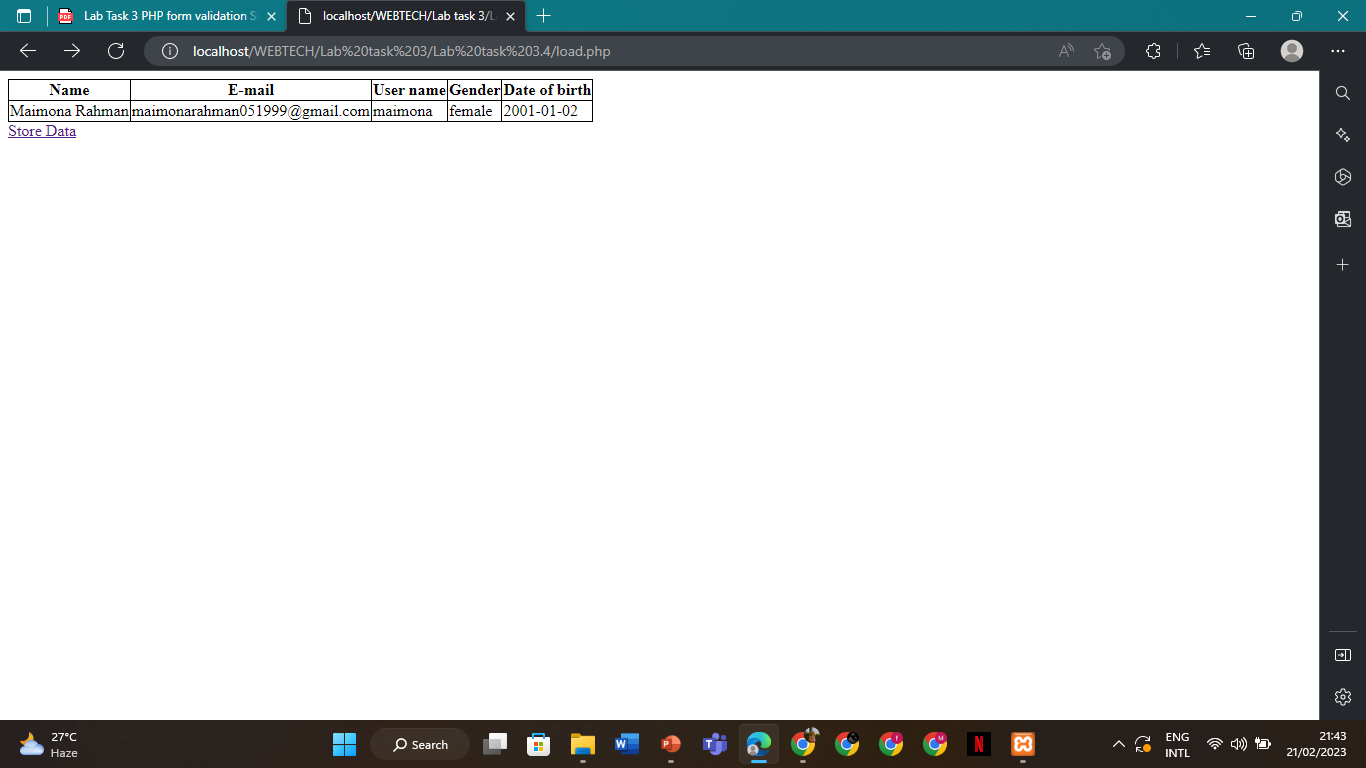 Lab Task 3 PHP form validation S
localhost/WEBTECH/Lab task 3/L
localhost/WEBTECH/Lab%20task%203/Lab%20task%203.4/load.php
Name E-mail User name Gender Date of birth
Maimona Rahman maimonarahman051999@gmail.com maimona female 2001-01-02
Store Data
27°C
Haze
Search
ENG
INTL
21:43
21/02/2023